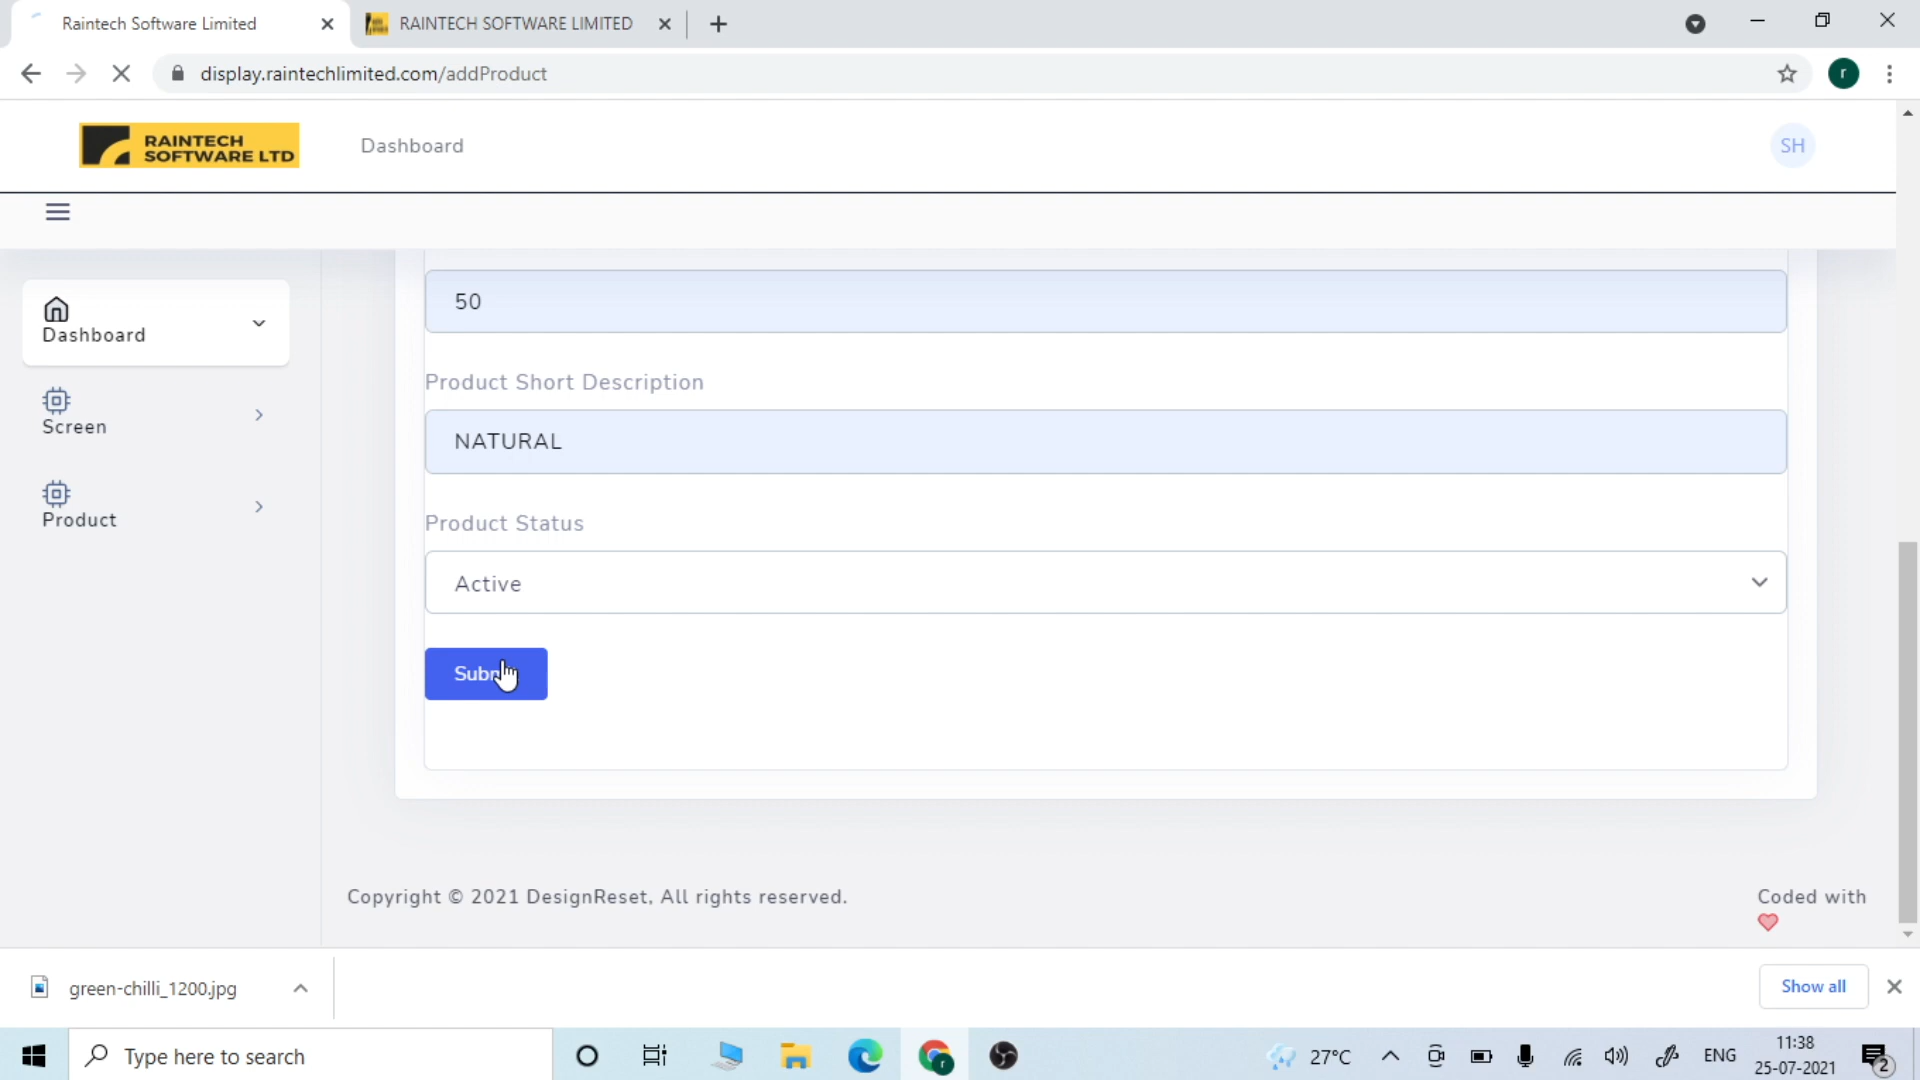 Raintech Software Limited
RAINTECH SOFTWARE LIMITED
display.raintechlimited.com/addProduct
r
RAINTECH
SOFTWARE LTD
Dashboard
SH
Dashboard
Screen
Product
50
Product Short Description
NATURAL
Product Status
Active
Copyright © 2021 DesignReset, All rights reserved.
Coded with
green-chilli_1200.jpg
Show all
Type here to search
r
27°C
ENG
11:38
25-07-2021
2